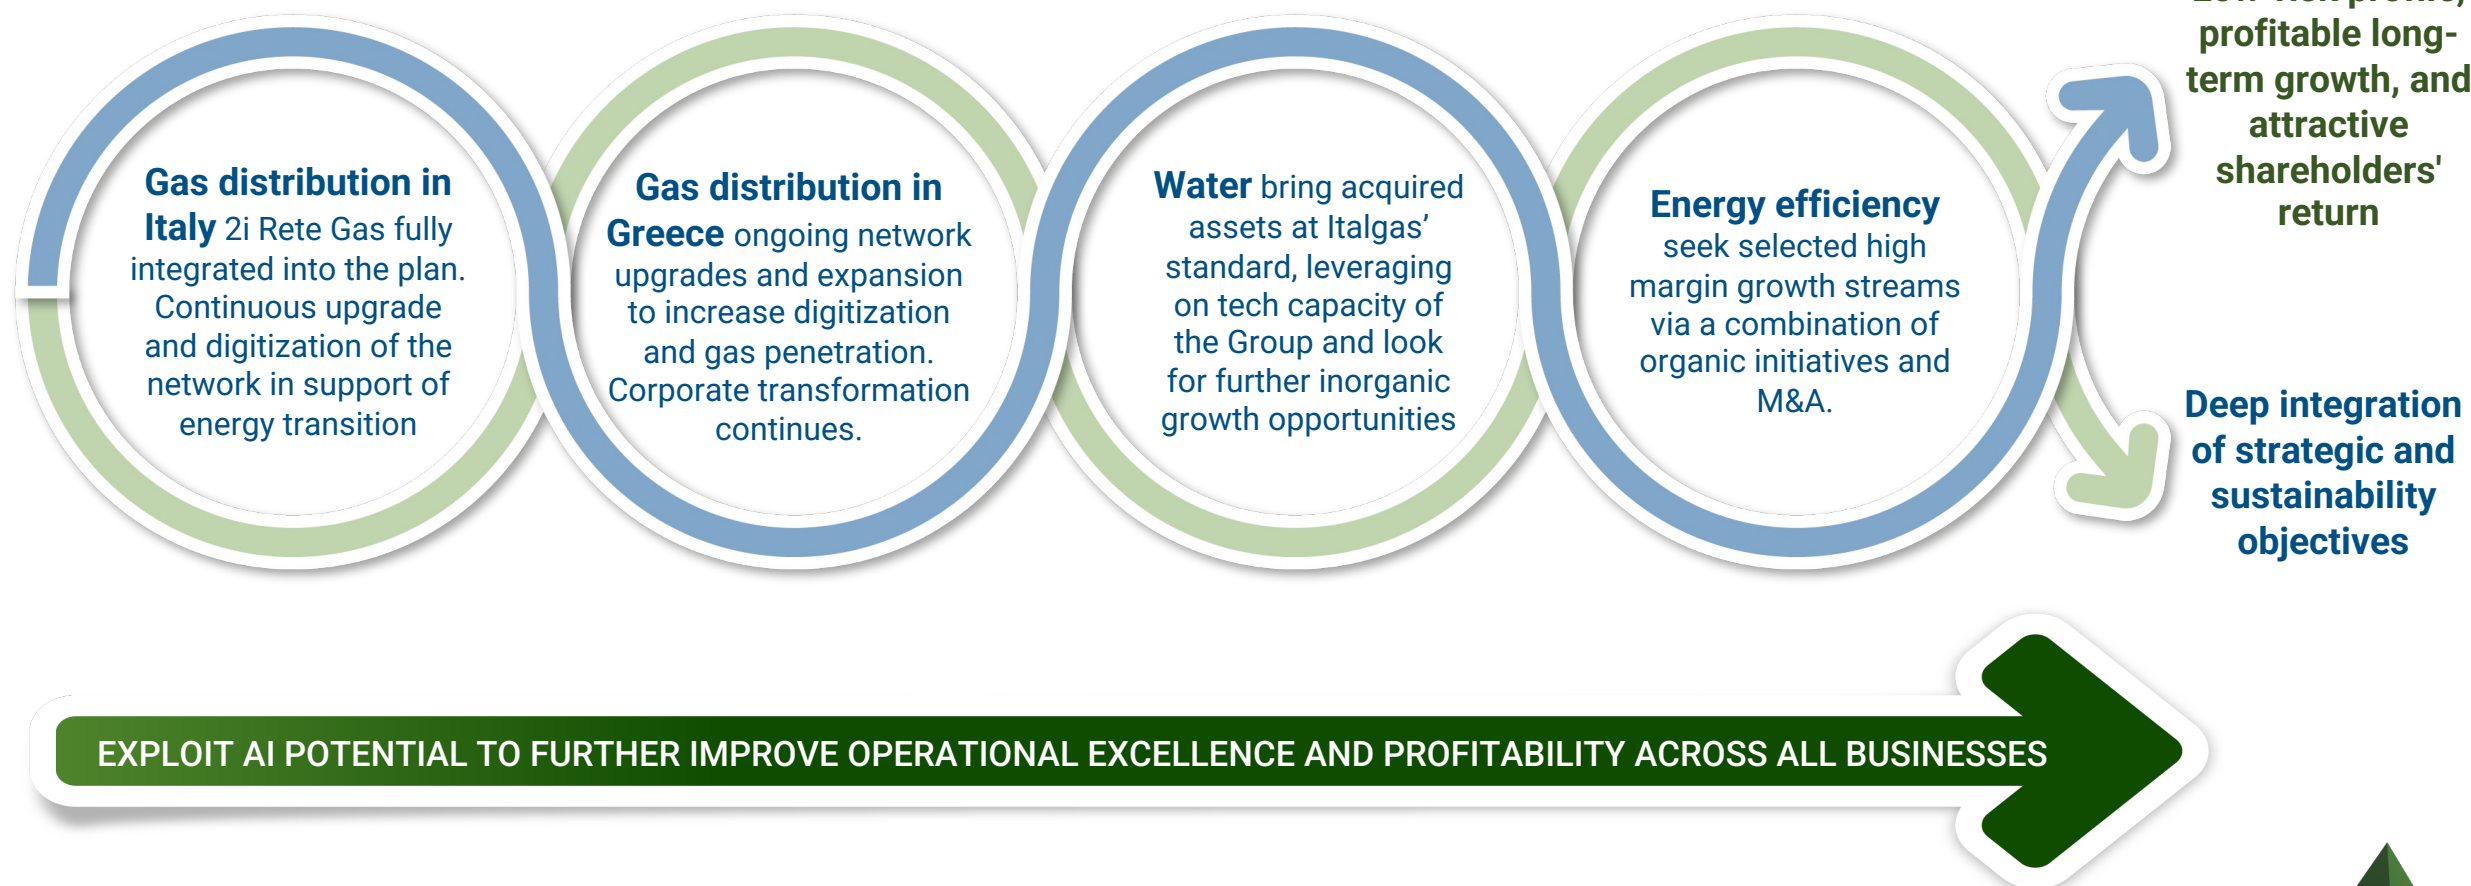 Gas distribution in
Italy 2i Rete Gas fully
integrated into the plan.
Continuous upgrade
and digitization of the
network in support of
energy transition
Gas distribution in
Greece ongoing network
upgrades and expansion
to increase digitization
and gas penetration.
Corporate transformation
continues.
Water bring acquired
assets at Italgas’
standard, leveraging
on tech capacity of
the Group and look
for further inorganic
growth opportunities
Energy efficiency
seek selected high
margin growth streams
via a combination of
organic initiatives and
M&A.
profitable long-
term growth, and
attractive
shareholders'
return
Deep integration
of strategic and
sustainability
objectives
EXPLOIT AI POTENTIAL TO FURTHER IMPROVE OPERATIONAL EXCELLENCE AND PROFITABILITY ACROSS ALL BUSINESSES